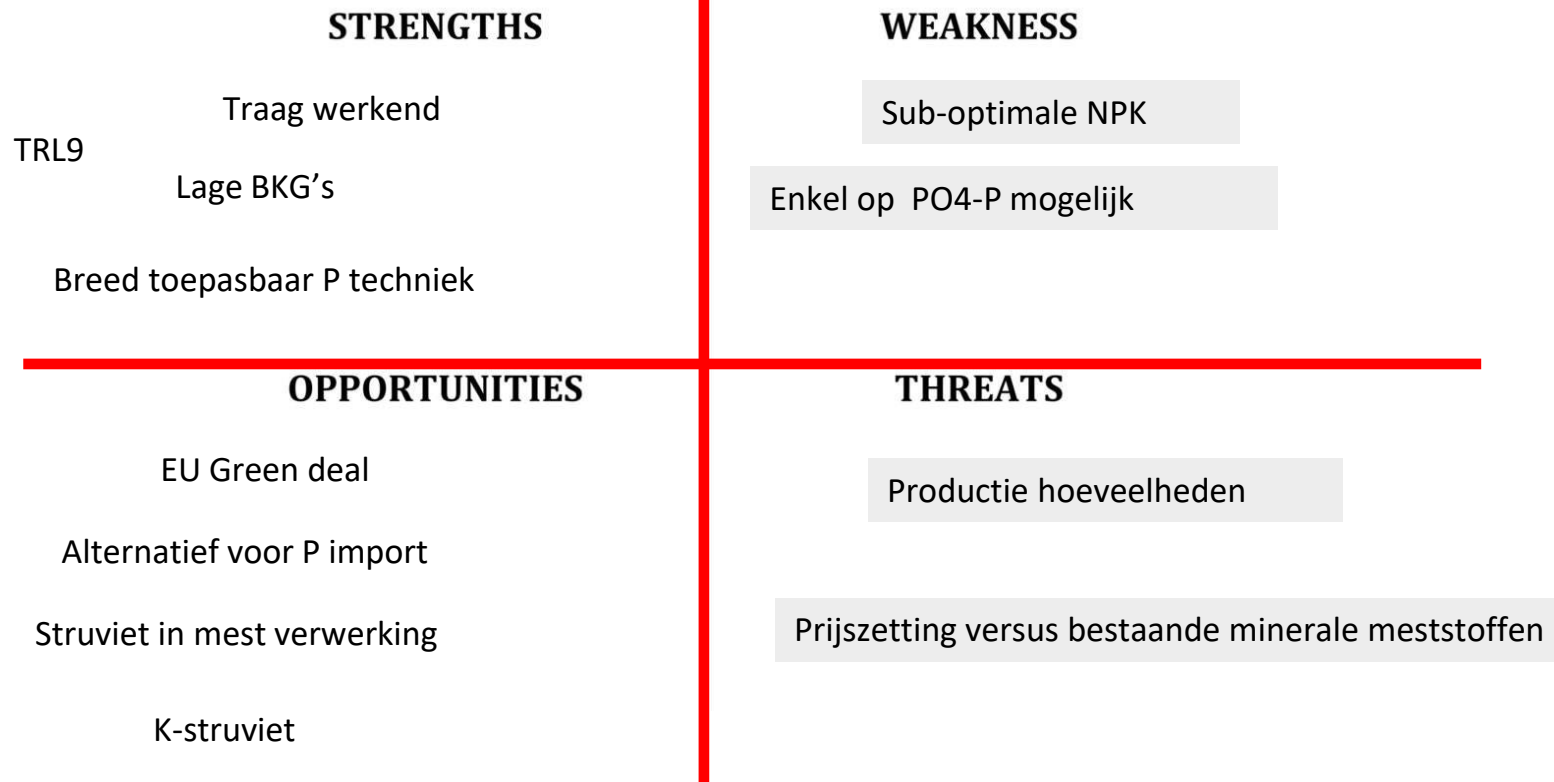 STRENGTHS
Traag werkend
TRL9
Lage BKG’s
Breed toepasbaar P techniek
WEAKNESS
Sub-optimale NPK
Enkel op PO4-P mogelijk
OPPORTUNITIES
EU Green deal
Alternatief voor P import
Struviet in mest verwerking
K-struviet
THREATS
Productie hoeveelheden
Prijszetting versus bestaande minerale meststoffen